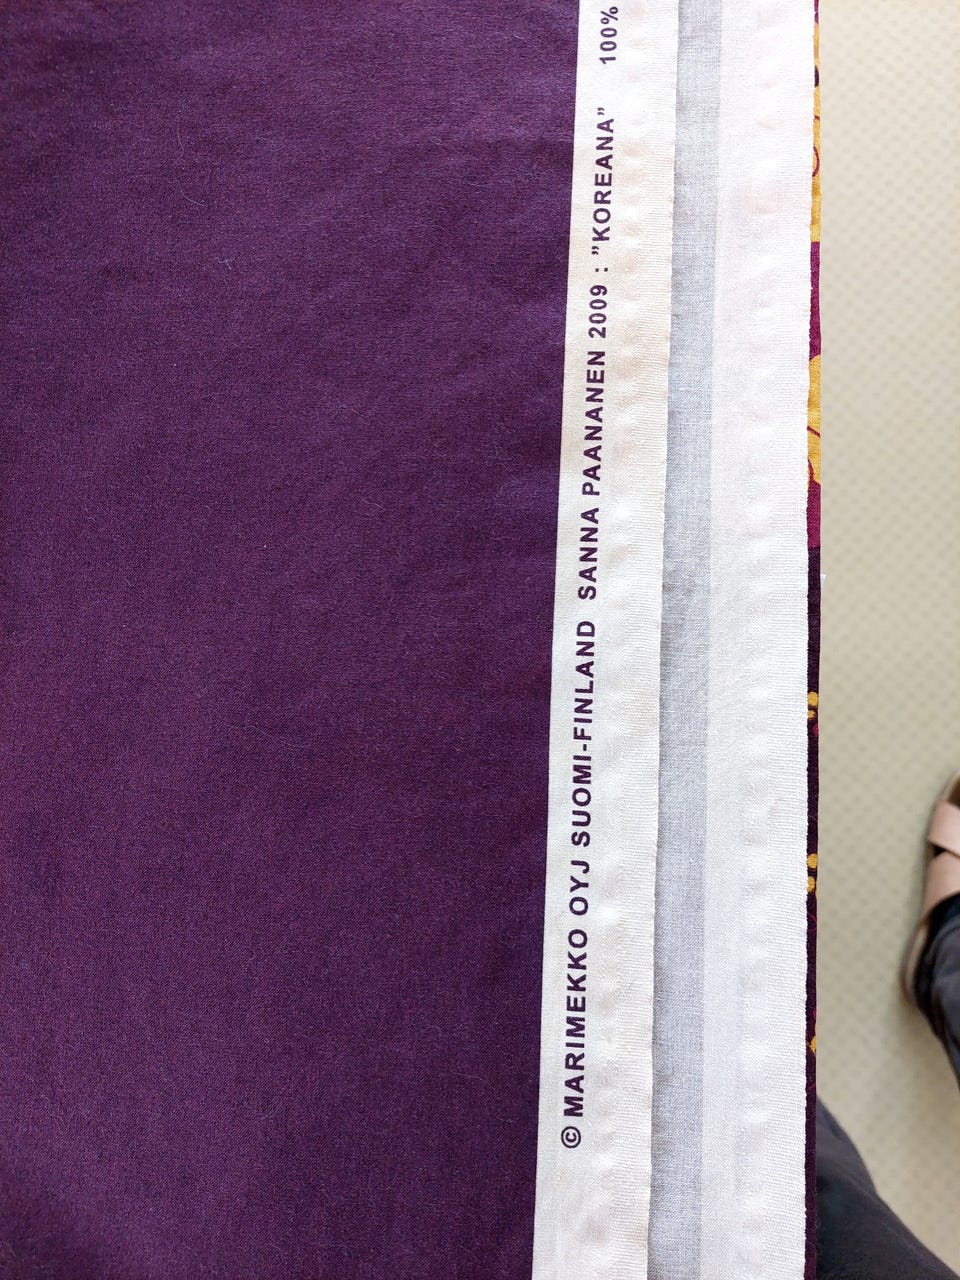 © MARIMEKKO OYJ SUOMI-FINLAND SANNA PAANANEN 2009 : ”KOREANA” 100%